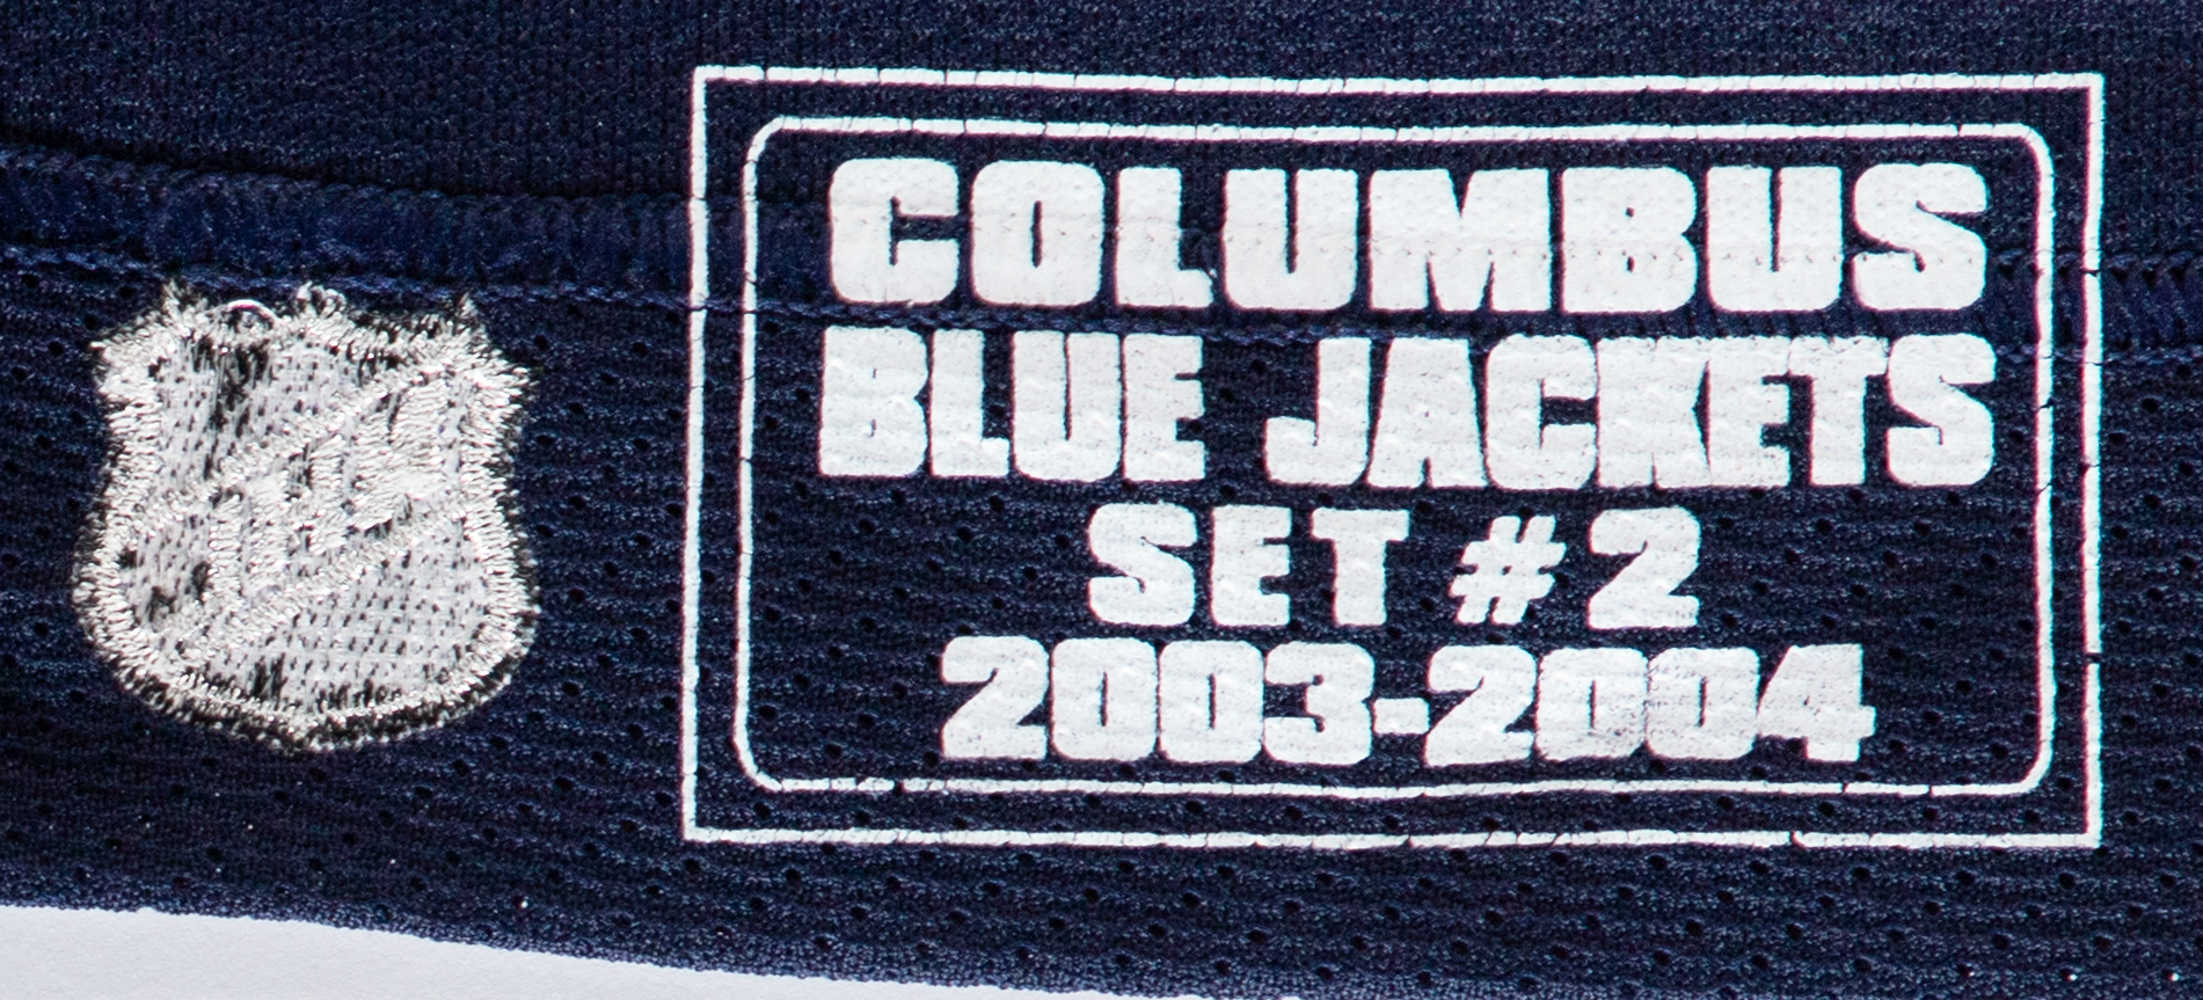 COLUMBUS
BLUE JACKETS
SET #2
2003-2004